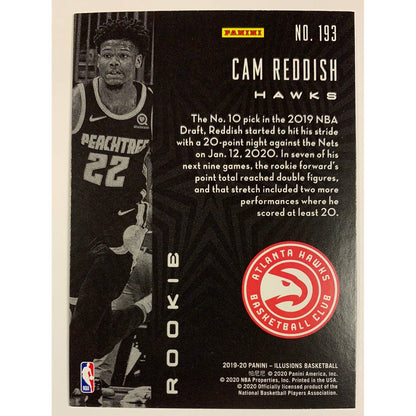 PANINI
NO. 193
CAM REDDISH
HAWKS
The No. 10 pick in the 2019 NBA
Draft, Reddish started to hit his stride
with a 20-point night against the Nets
on Jan. 12, 2020. In seven of his
next nine games, the rookie forward's
point total reached double figures,
and that stretch included two more
performances where he
scored at least 20.
PEACHTREE
22
ROOKIE
ATLANTA HAWKS
BASKETBALL CLUB
NBA
2019-20 PANINI – ILLUSIONS BASKETBALL
帕尼尼 © 2020 Panini America, Inc.
© 2020 NBA Properties, Inc. Printed in the USA.
© 2020 Officially licensed product of the
National Basketball Players Association.